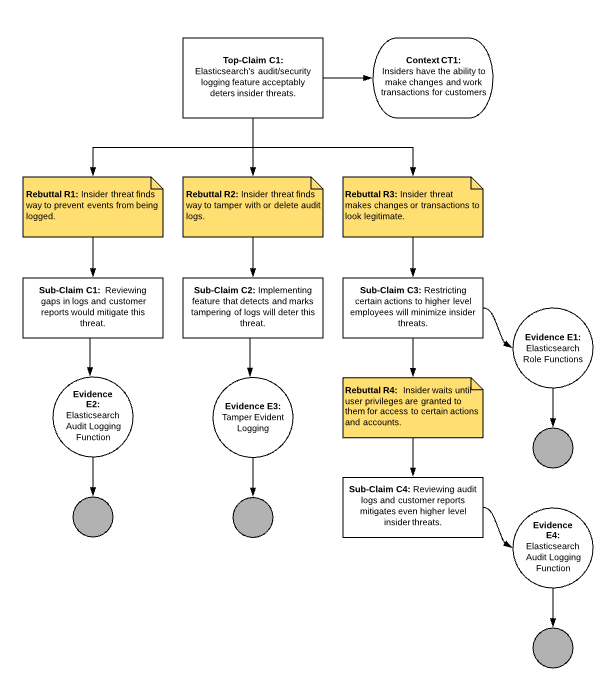 Top-Claim C1:
Elasticsearch's audit/security
logging feature acceptably
deters insider threats.
Context CT1:
Insiders have the ability to
make changes and work
transactions for customers
Rebuttal R1: Insider threat finds
way to prevent events from being
logged.
Rebuttal R2: Insider threat finds
way to tamper with or delete audit
logs.
Rebuttal R3: Insider threat
makes changes or transactions to
look legitimate.
Sub-Claim C1: Reviewing
gaps in logs and customer
reports would mitigate this
threat.
Sub-Claim C2: Implementing
feature that detects and marks
tampering of logs will deter this
threat.
Sub-Claim C3: Restricting
certain actions to higher level
employees will minimize insider
threats.
Evidence E1:
Elasticsearch
Role Functions
Evidence
E2:
Elasticsearch
Audit Logging
Function
Evidence E3:
Tamper Evident
Logging
Rebuttal R4: Insider waits until
user privileges are granted to
them for access to certain actions
and accounts.
Sub-Claim C4: Reviewing audit
logs and customer reports
mitigates even higher level
insider threats.
Evidence
E4:
Elasticsearch
Audit Logging
Function